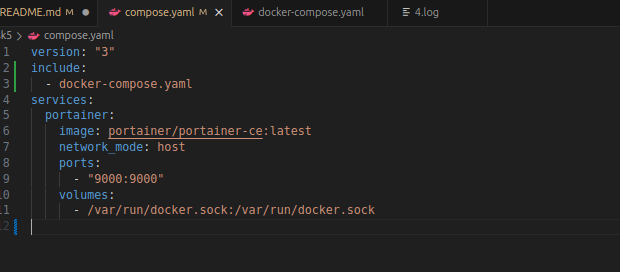 README.md M ● compose.yaml M × docker-compose.yaml 4.log
sk5 > compose.yaml
1 version: "3"
2 include:
3 - docker-compose.yaml
4 services:
5 portainer:
6 image: portainer/portainer-ce:latest
7 network_mode: host
8 ports:
9 - "9000:9000"
10 volumes:
11 - /var/run/docker.sock:/var/run/docker.sock
12